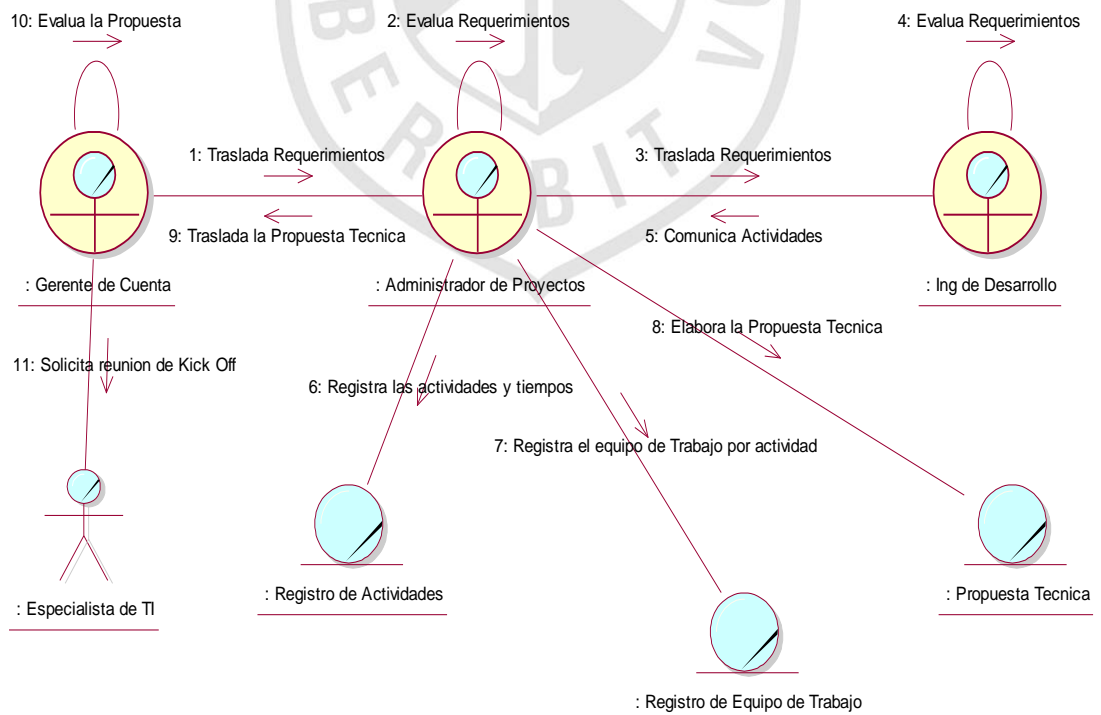 10: Evalua la Propuesta
2: Evalua Requerimientos
4: Evalua Requerimientos
1: Traslada Requerimientos
3: Traslada Requerimientos
9: Traslada la Propuesta Tecnica
5: Comunica Actividades
: Gerente de Cuenta
: Administrador de Proyectos
: Ing de Desarrollo
8: Elabora la Propuesta Tecnica
11: Solicita reunion de Kick Off
6: Registra las actividades y tiempos
7: Registra el equipo de Trabajo por actividad
: Especialista de TI
: Registro de Actividades
: Propuesta Tecnica
: Registro de Equipo de Trabajo